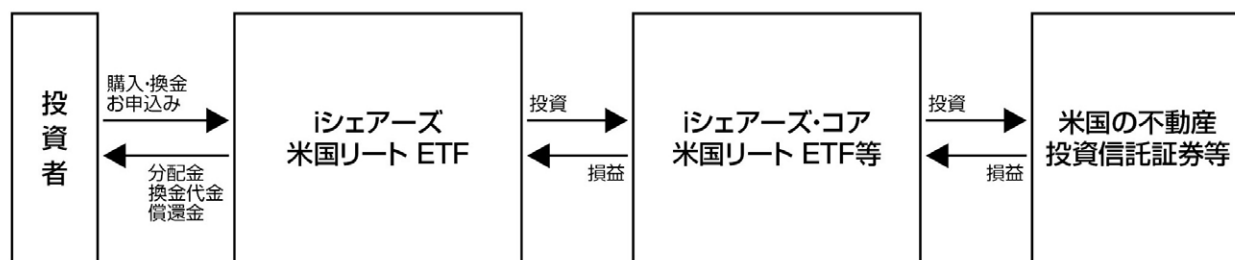 投資者
購入・換金
お申込み
分配金
換金代金
償還金
iシェアーズ
米国リート ETF
投資
損益
iシェアーズ・コア
米国リート ETF等
投資
損益
米国の不動産
投資信託証券等